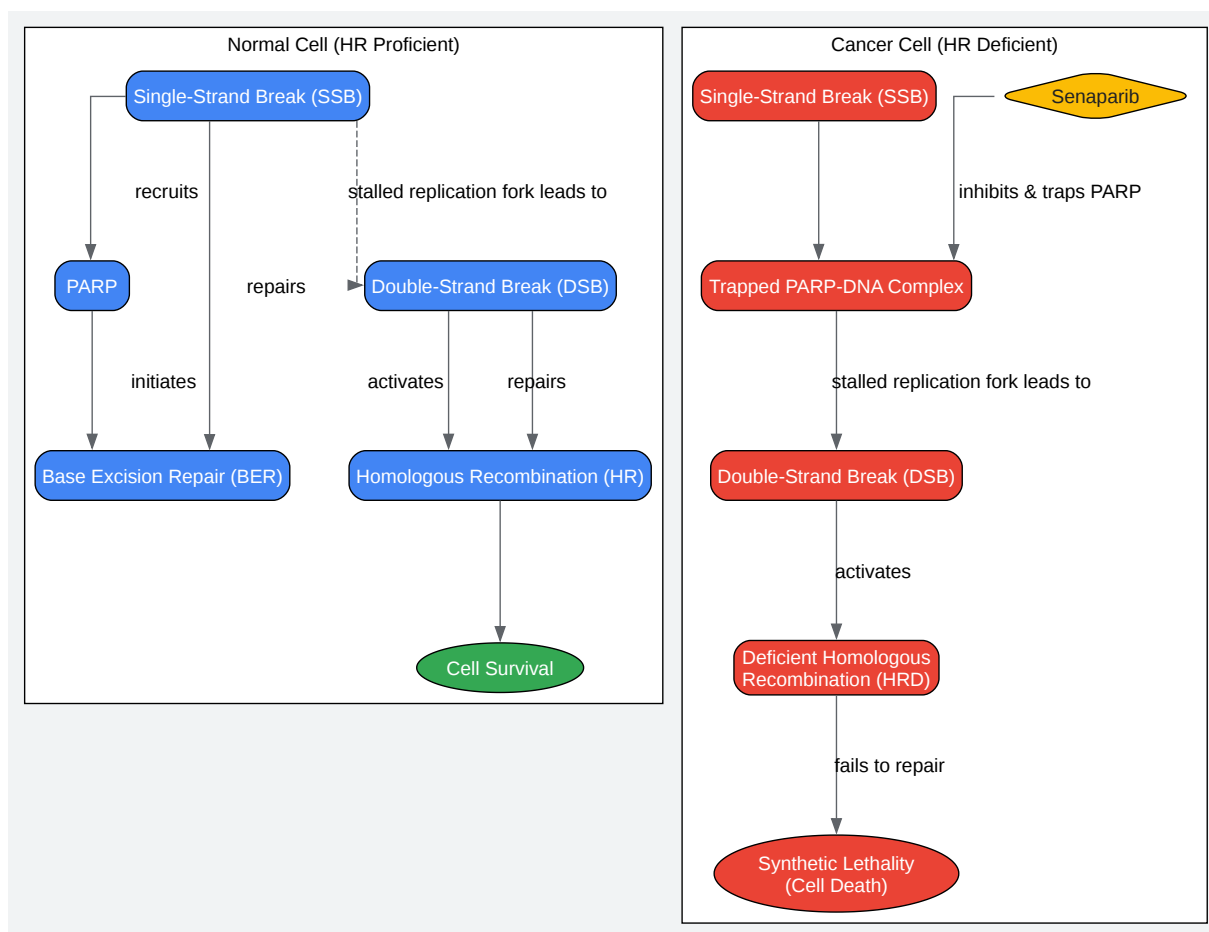 Normal Cell (HR Proficient)
Single-Strand Break (SSB)
recruits
stalled replication fork leads to
PARP
repairs
Double-Strand Break (DSB)
initiates
activates
repairs
Base Excision Repair (BER)
Homologous Recombination (HR)
Cell Survival
Cancer Cell (HR Deficient)
Single-Strand Break (SSB)
Senaparib
inhibits & traps PARP
Trapped PARP-DNA Complex
stalled replication fork leads to
Double-Strand Break (DSB)
activates
Deficient Homologous
Recombination (HRD)
fails to repair
Synthetic Lethality
(Cell Death)